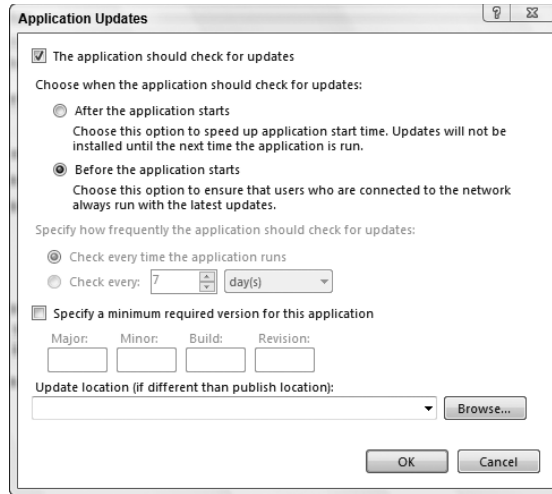 Application Updates
The application should check for updates
Choose when the application should check for updates:
After the application starts
Choose this option to speed up application start time. Updates will not be
installed until the next time the application is run.
Before the application starts
Choose this option to ensure that users who are connected to the network
always run with the latest updates.
Specify how frequently the application should check for updates:
Check every time the application runs
Check every: 7 day(s)
Specify a minimum required version for this application
Major: Minor: Build: Revision:
Update location (if different than publish location):
Browse...
OK Cancel